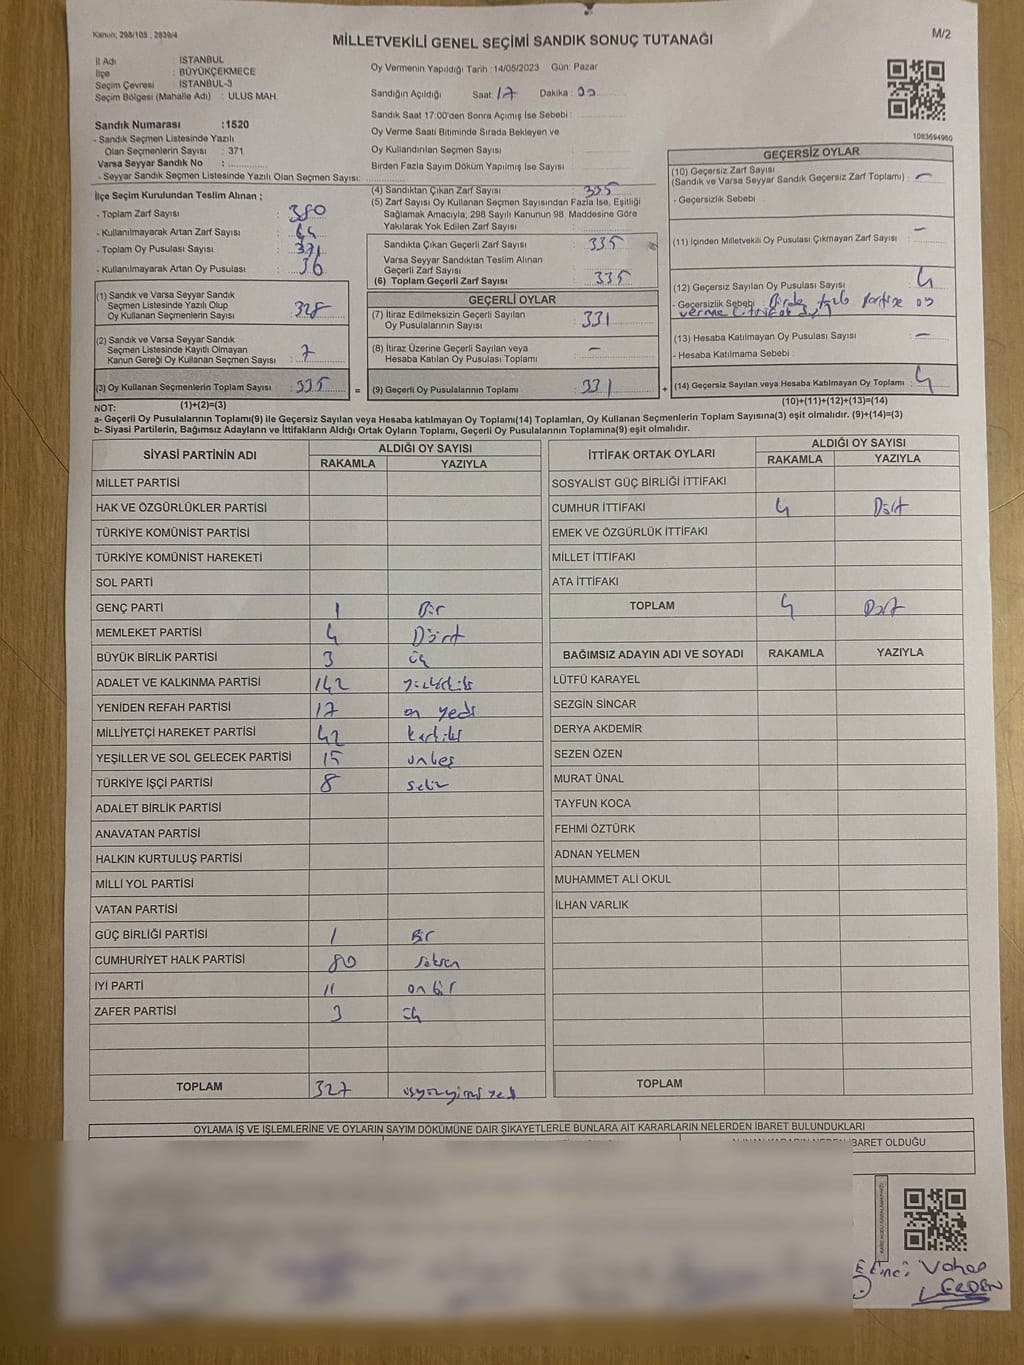 Kanun: 298/105 , 2839/4
MİLLETVEKİLİ GENEL SEÇİMİ SANDIK SONUÇ TUTANAĞI
M/2
İl Adı : İSTANBUL
İlçe : BÜYÜKÇEKMECE
Seçim Çevresi : İSTANBUL-3
Seçim Bölgesi (Mahalle Adı) : ULUS MAH.
Sandık Numarası :1520
- Sandık Seçmen Listesinde Yazılı
Olan Seçmenlerin Sayısı : 371
Varsa Seyyar Sandık No :
- Seyyar Sandık Seçmen Listesinde Yazılı Olan Seçmen Sayısı:
Oy Vermenin Yapıldığı Tarih : 14/05/2023 Gün: Pazar
Sandığın Açıldığı Saat: 17 Dakika : 00
Sandık Saat 17:00'den Sonra Açmış İse Sebebi :
Oy Verme Saati Bitiminde Sırada Bekleyen ve
Oy Kullandırılan Seçmen Sayısı :
Birden Fazla Sayım Döküm Yapılmış İse Sayısı :
1083694960
İlçe Seçim Kurulundan Teslim Alınan ;
- Toplam Zarf Sayısı : 380
- Kullanılmayarak Artan Zarf Sayısı :
- Toplam Oy Pusulası Sayısı : 371
- Kullanılmayarak Artan Oy Pusulası : 36
(1) Sandık ve Varsa Seyyar Sandık
Seçmen Listesinde Yazılı Olup
Oy Kullanan Seçmenlerin Sayısı : 328
(2) Sandık ve Varsa Seyyar Sandık
Seçmen Listesinde Kayıtlı Olmayan
Kanun Gereği Oy Kullanan Seçmen Sayısı : 7
(3) Oy Kullanan Seçmenlerin Toplam Sayısı : 335
(1)+(2)=(3)
(4) Sandıktan Çıkan Zarf Sayısı : 335
(5) Zarf Sayısı Oy Kullanan Seçmen Sayısından Fazla İse, Eşitliği
Sağlamak Amacıyla, 298 Sayılı Kanunun 98. Maddesine Göre
Yakılarak Yok Edilen Zarf Sayısı :
Sandıkta Çıkan Geçerli Zarf Sayısı : 335
Varsa Seyyar Sandıktan Teslim Alınan
Geçerli Zarf Sayısı :
(6) Toplam Geçerli Zarf Sayısı : 335
GEÇERLİ OYLAR
(7) İtiraz Edilmeksizin Geçerli Sayılan
Oy Pusulalarının Sayısı : 331
(8) İtiraz Üzerine Geçerli Sayılan veya
Hesaba Katılan Oy Pusulası Toplamı : -
= (9) Geçerli Oy Pusulalarının Toplamı : 331
GEÇERSİZ OYLAR
(10) Geçersiz Zarf Sayısı
(Sandık ve Varsa Seyyar Sandık Geçersiz Zarf Toplamı) : -
- Geçersizlik Sebebi
(11) İçinden Milletvekili Oy Pusulası Çıkmayan Zarf Sayısı : -
(12) Geçersiz Sayılan Oy Pusulası Sayısı : 4
- Geçersizlik Sebebi : partiye oy
verme
(13) Hesaba Katılmayan Oy Pusulası Sayısı : -
- Hesaba Katılmama Sebebi :
+ (14) Geçersiz Sayılan veya Hesaba Katılmayan Oy Toplamı : 4
(10)+(11)+(12)+(13)=(14)
NOT:
a- Geçerli Oy Pusulalarının Toplamı(9) ile Geçersiz Sayılan veya Hesaba katılmayan Oy Toplamı(14) Toplamları, Oy Kullanan Seçmenlerin Toplam Sayısına(3) eşit olmalıdır. (9)+(14)=(3)
b- Siyasi Partilerin, Bağımsız Adayların ve İttifakların Aldığı Ortak Oyların Toplamı, Geçerli Oy Pusulalarının Toplamına(9) eşit olmalıdır.
SİYASİ PARTİNİN ADI ALDIĞI OY SAYISI
RAKAMLA YAZIYLA
MİLLET PARTİSİ
HAK VE ÖZGÜRLÜKLER PARTİSİ
TÜRKİYE KOMÜNİST PARTİSİ
TÜRKİYE KOMÜNİST HAREKETİ
SOL PARTİ
GENÇ PARTİ 1 Bir
MEMLEKET PARTİSİ 4 Dört
BÜYÜK BİRLİK PARTİSİ 3 üç
ADALET VE KALKINMA PARTİSİ 142
YENİDEN REFAH PARTİSİ 17 on yedi
MİLLİYETÇİ HAREKET PARTİSİ 42
YEŞİLLER VE SOL GELECEK PARTİSİ 15 onbeş
TÜRKİYE İŞÇİ PARTİSİ 8 sekiz
ADALET BİRLİK PARTİSİ
ANAVATAN PARTİSİ
HALKIN KURTULUŞ PARTİSİ
MİLLİ YOL PARTİSİ
VATAN PARTİSİ
GÜÇ BİRLİĞİ PARTİSİ 1 Bir
CUMHURİYET HALK PARTİSİ 80 seksen
İYİ PARTİ 11 on bir
ZAFER PARTİSİ 3 üç
TOPLAM 327 üçyüzyirmi yedi
İTTİFAK ORTAK OYLARI ALDIĞI OY SAYISI
RAKAMLA YAZIYLA
SOSYALİST GÜÇ BİRLİĞİ İTTİFAKI
CUMHUR İTTİFAKI 4 Dört
EMEK VE ÖZGÜRLÜK İTTİFAKI
MİLLET İTTİFAKI
ATA İTTİFAKI
TOPLAM 4 Dört
BAĞIMSIZ ADAYIN ADI VE SOYADI RAKAMLA YAZIYLA
LÜTFÜ KARAYEL
SEZGİN SİNCAR
DERYA AKDEMİR
SEZEN ÖZEN
MURAT ÜNAL
TAYFUN KOCA
FEHMİ ÖZTÜRK
ADNAN YELMEN
MUHAMMET ALİ OKUL
İLHAN VARLIK
TOPLAM
OYLAMA İŞ VE İŞLEMLERİNE VE OYLARIN SAYIM DÖKÜMÜNE DAİR ŞİKAYETLERLE BUNLARA AİT KARARLARIN NELERDEN İBARET BULUNDUKLARI
İBARET OLDUĞU